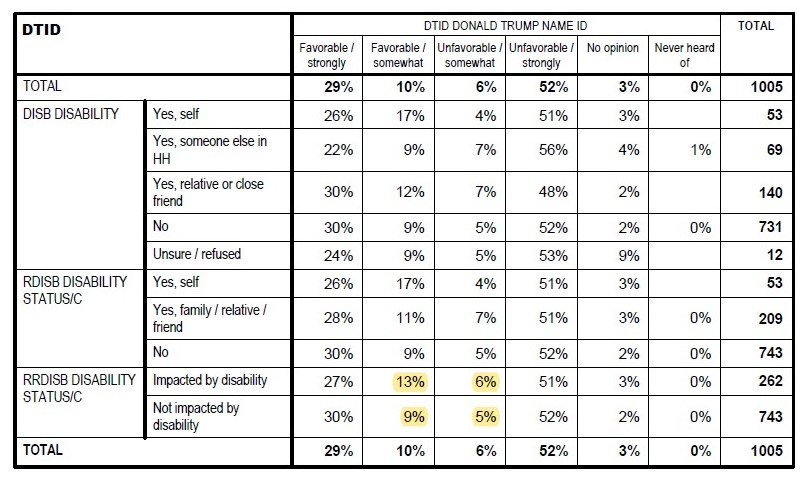 DTID DTID DONALD TRUMP NAME ID TOTAL
Favorable / strongly Favorable / somewhat Unfavorable / somewhat Unfavorable / strongly No opinion Never heard of
TOTAL 29% 10% 6% 52% 3% 0% 1005
DISB DISABILITY Yes, self 26% 17% 4% 51% 3% 53
Yes, someone else in HH 22% 9% 7% 56% 4% 1% 69
Yes, relative or close friend 30% 12% 7% 48% 2% 140
No 30% 9% 5% 52% 2% 0% 731
Unsure / refused 24% 9% 5% 53% 9% 12
RDISB DISABILITY STATUS/C Yes, self 26% 17% 4% 51% 3% 53
Yes, family / relative / friend 28% 11% 7% 51% 3% 0% 209
No 30% 9% 5% 52% 2% 0% 743
RRDISB DISABILITY STATUS/C Impacted by disability 27% 13% 6% 51% 3% 0% 262
Not impacted by disability 30% 9% 5% 52% 2% 0% 743
TOTAL 29% 10% 6% 52% 3% 0% 1005